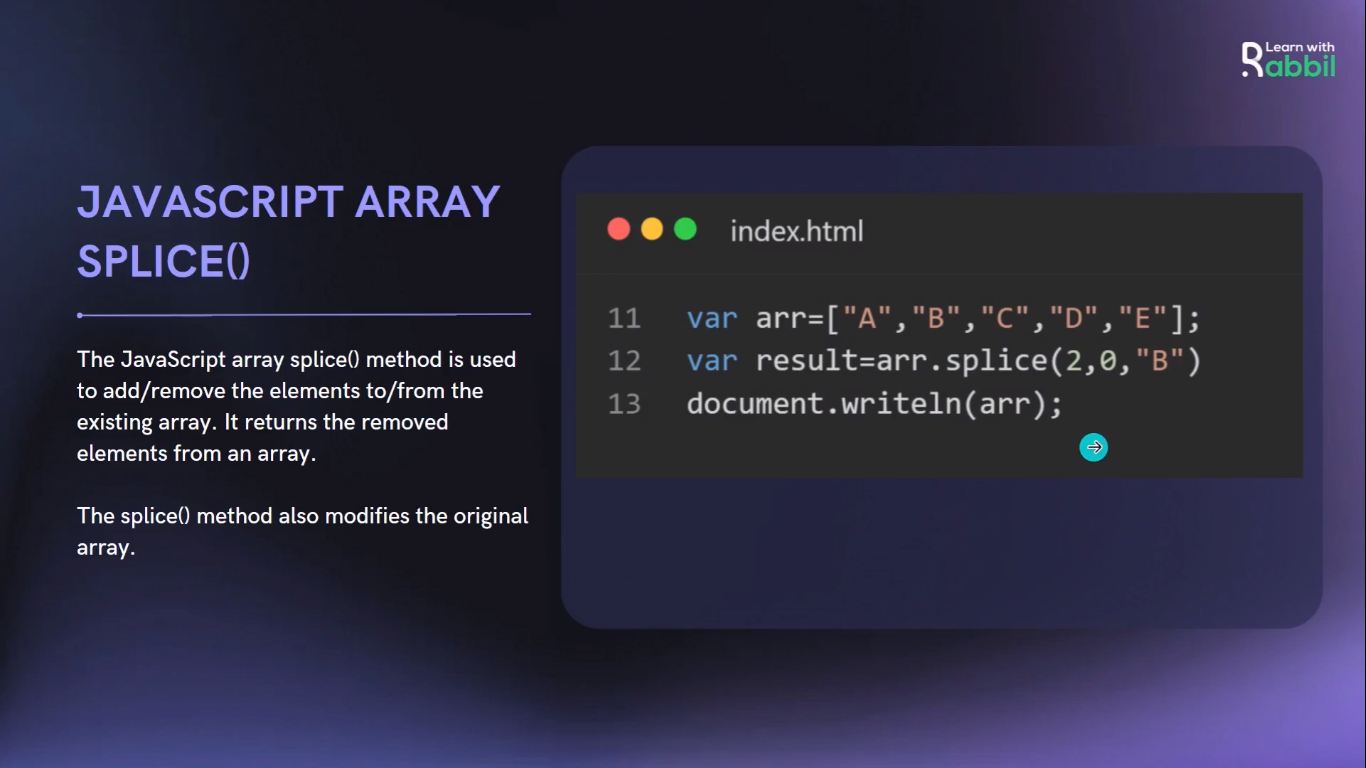 Learn with
Rabbil
JAVASCRIPT ARRAY
SPLICE()
The JavaScript array splice() method is used
to add/remove the elements to/from the
existing array. It returns the removed
elements from an array.
The splice() method also modifies the original
array.
index.html
11 var arr=["A","B","C","D","E"];
12 var result=arr.splice(2,0,"B")
13 document.writeln(arr);